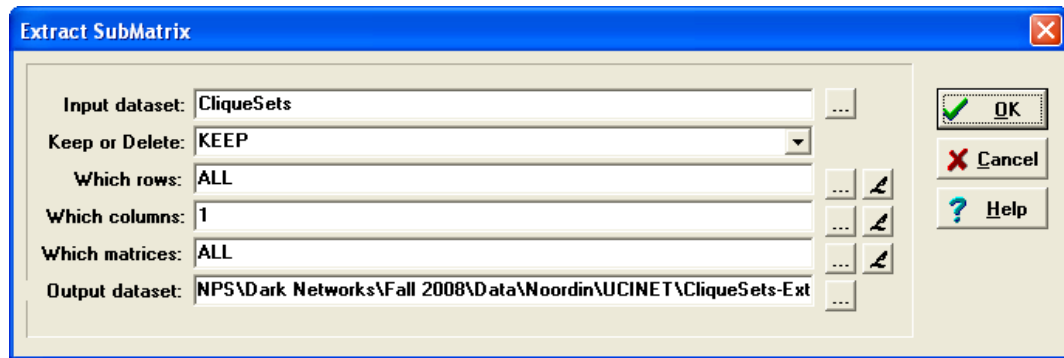 Extract SubMatrix
Input dataset: CliqueSets ...
Keep or Delete: KEEP
Which rows: ALL ... L
Which columns: 1 ... L
Which matrices: ALL ... L
Output dataset: NPS\Dark Networks\Fall 2008\Data\Noordin\UCINET\CliqueSets-Ext ...
OK
Cancel
? Help